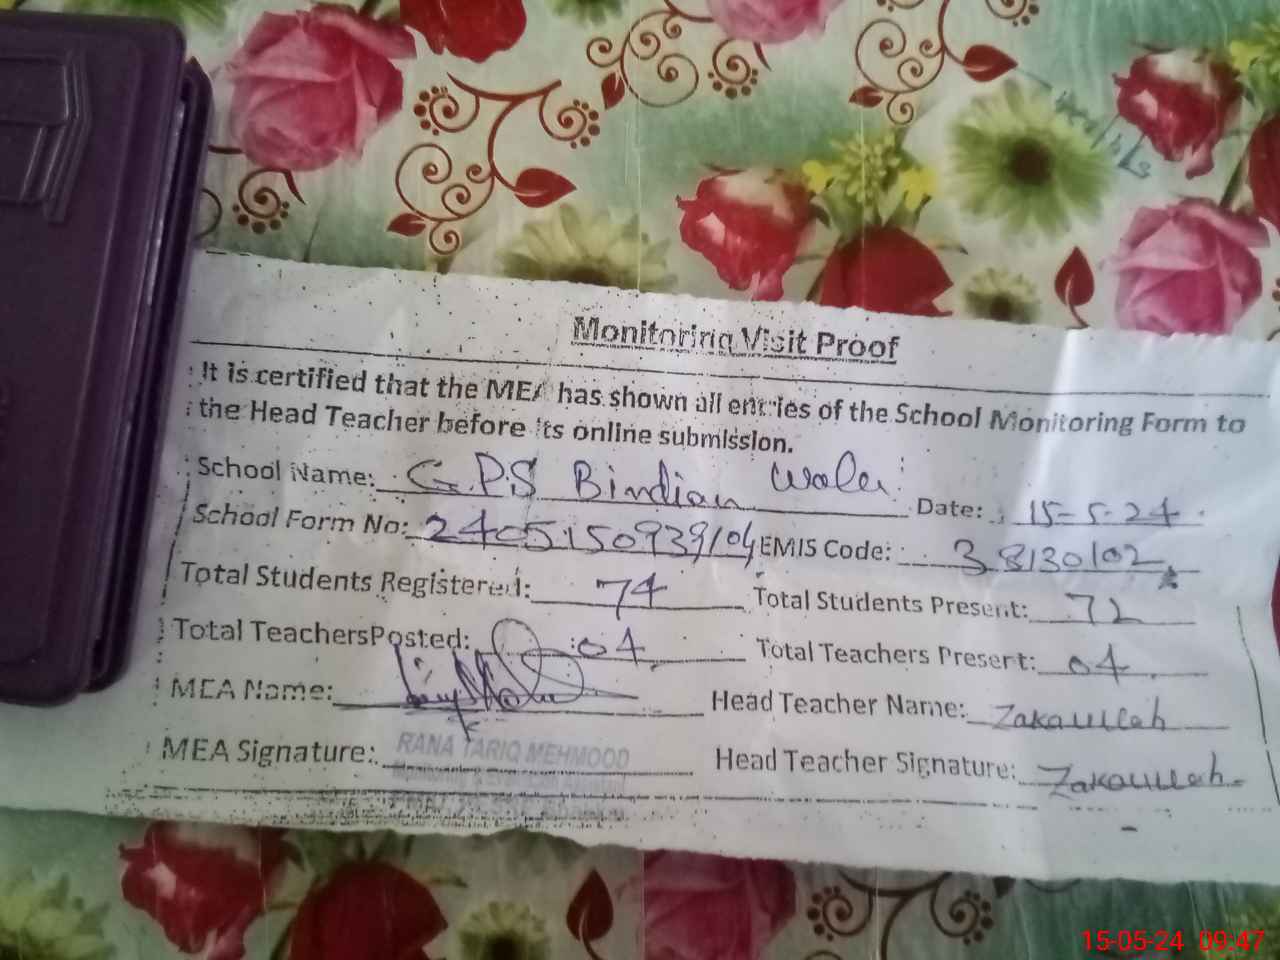 Monitoring Visit Proof
It is certified that the MEA has shown all entries of the School Monitoring Form to
the Head Teacher before its online submission.
School Name: G.P.S Bindian Wala Date: 15-5-24
School Form No: 2405150939104 EMIS Code: 38130102
Total Students Registered: 74 Total Students Present: 72
Total TeachersPosted: 04 Total Teachers Present: 04
MEA Name: Head Teacher Name: Zakaullah
MEA Signature: RANA TARIQ MEHMOOD Head Teacher Signature: Zakaullah
15-05-24 09:47